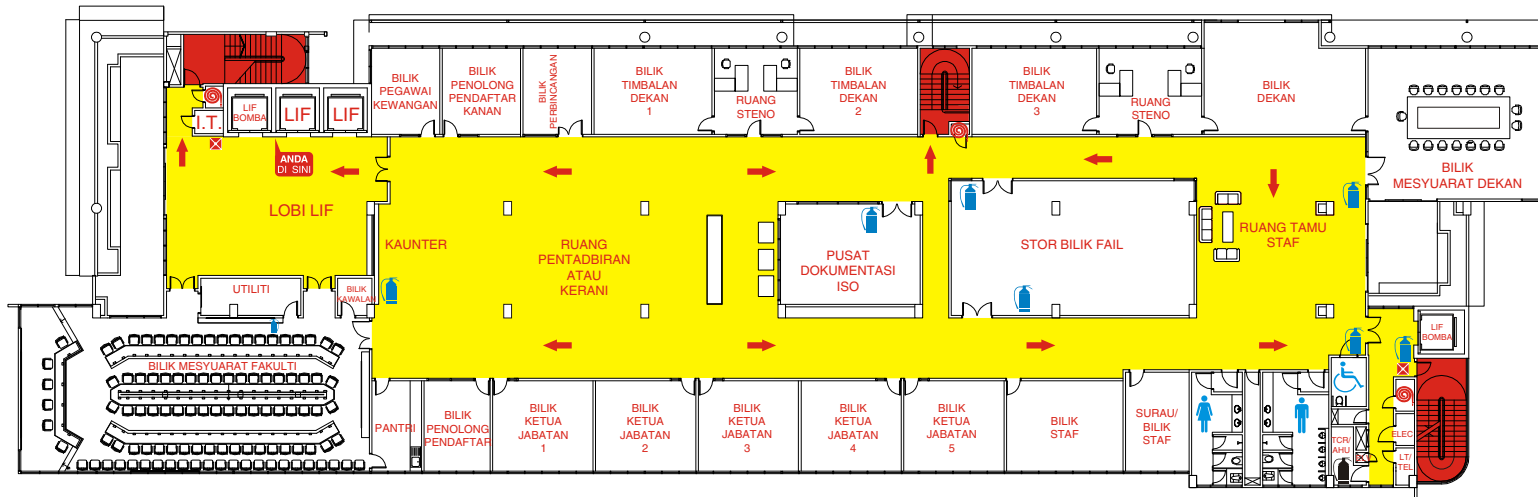 BILIK
PEGAWAI
KEWANGAN
BILIK
PENOLONG
PENDAFTAR
KANAN
BILIK
PERBINCANGAN
BILIK
TIMBALAN
DEKAN
1
RUANG
STENO
BILIK
TIMBALAN
DEKAN
2
BILIK
TIMBALAN
DEKAN
3
RUANG
STENO
BILIK
DEKAN
BILIK
MESYUARAT DEKAN
I.T.
LIF
BOMBA
LIF
LIF
ANDA
DI SINI
LOBI LIF
KAUNTER
RUANG
PENTADBIRAN
ATAU
KERANI
PUSAT
DOKUMENTASI
ISO
STOR BILIK FAIL
RUANG TAMU
STAF
UTILITI
BILIK
KAWALAN
LIF
BOMBA
BILIK MESYUARAT FAKULTI
PANTRI
BILIK
PENOLONG
PENDAFTAR
BILIK
KETUA
JABATAN
1
BILIK
KETUA
JABATAN
2
BILIK
KETUA
JABATAN
3
BILIK
KETUA
JABATAN
4
BILIK
KETUA
JABATAN
5
BILIK
STAF
SURAU/
BILIK
STAF
TCR/
AHU
ELEC
LT/
TEL